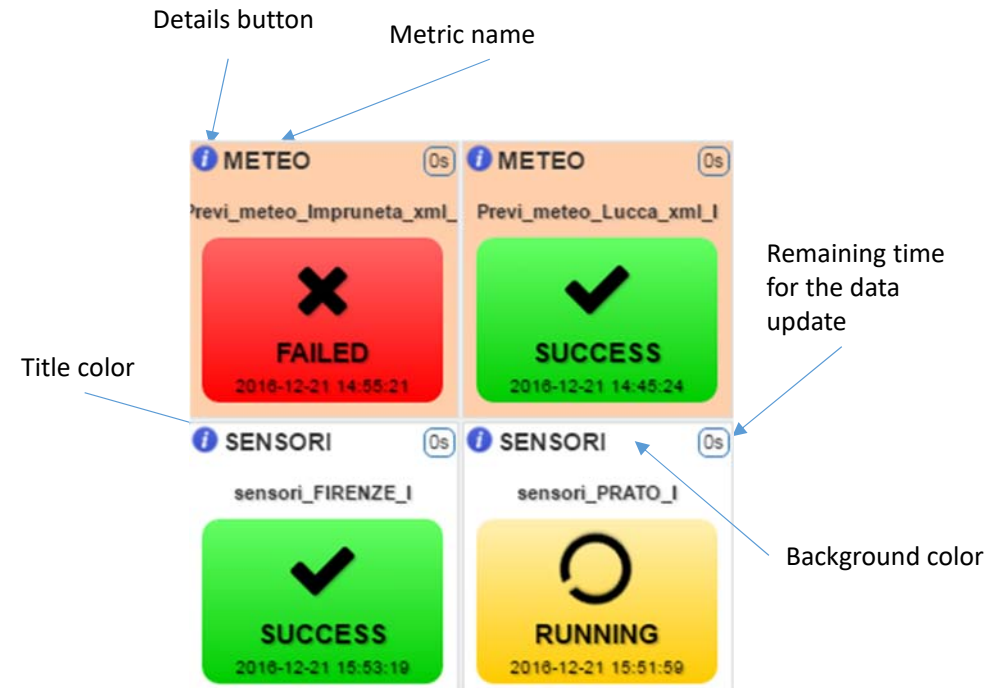 Details button
Metric name
METEO 0s
METEO 0s
Previ_meteo_Impruneta_xml_
Previ_meteo_Lucca_xml_I
FAILED
2016-12-21 14:55:21
SUCCESS
2016-12-21 14:45:24
Remaining time
for the data
update
Title color
SENSORI 0s
SENSORI 0s
sensori_FIRENZE_I
sensori_PRATO_I
SUCCESS
2016-12-21 15:53:19
RUNNING
2016-12-21 15:51:59
Background color